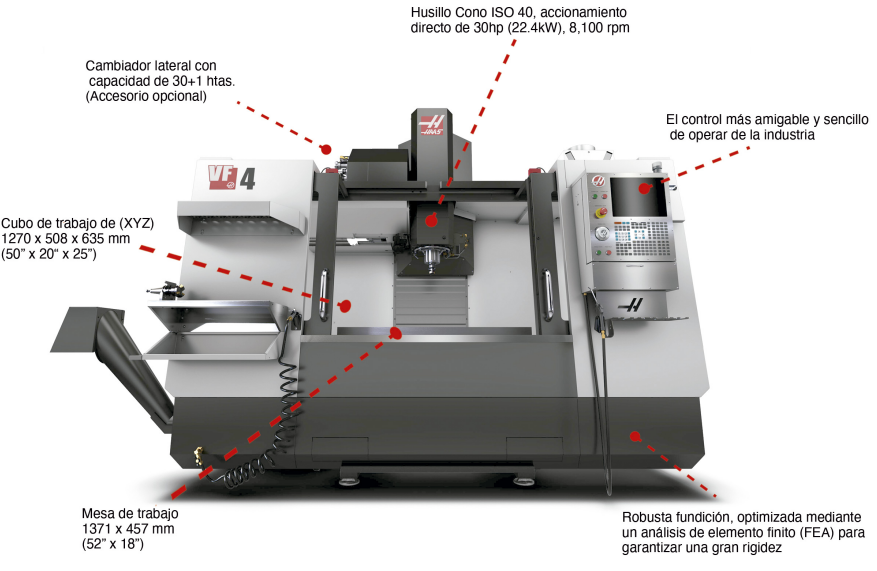 Husillo Cono ISO 40, accionamiento
directo de 30hp (22.4kW), 8,100 rpm
Cambiador lateral con
capacidad de 30+1 htas.
(Accesorio opcional)
El control más amigable y sencillo
de operar de la industria
HAAS
VF 4
Cubo de trabajo de (XYZ)
1270 x 508 x 635 mm
(50” x 20“ x 25”)
Mesa de trabajo
1371 x 457 mm
(52” x 18”)
Robusta fundición, optimizada mediante
un análisis de elemento finito (FEA) para
garantizar una gran rigidez